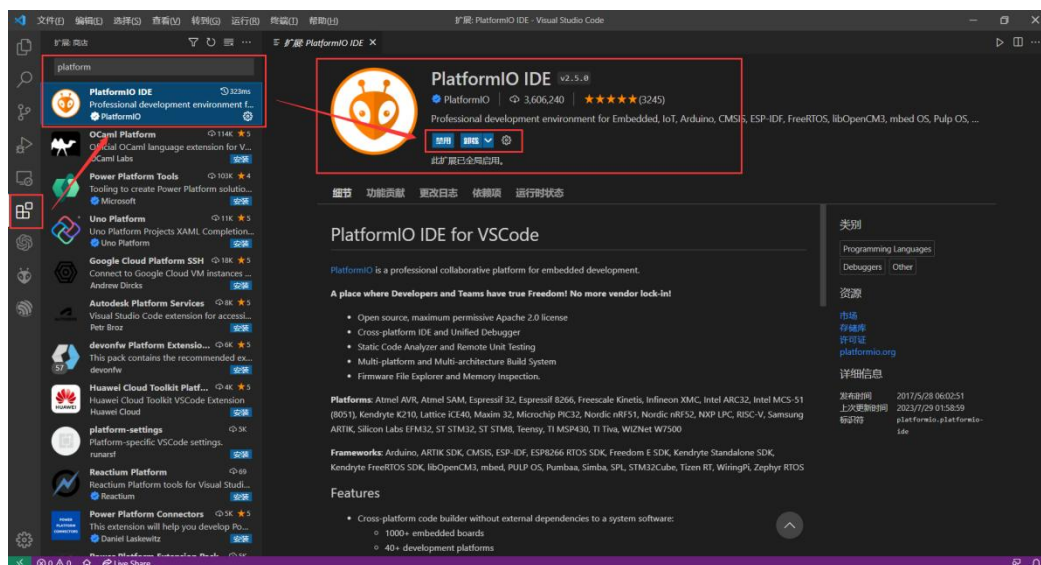 文件(F) 编辑(E) 选择(S) 查看(V) 转到(G) 运行(R) 终端(T) 帮助(H)
扩展: PlatformIO IDE - Visual Studio Code
扩展: 商店
扩展: PlatformIO IDE
platform
PlatformIO IDE 323ms
Professional development environment f...
PlatformIO
OCaml Platform 114K ★5
Official OCaml language extension for V...
OCaml Labs 安装
Power Platform Tools 103K ★4
Tooling to create Power Platform solutio...
Microsoft 安装
Uno Platform 11K ★5
Uno Platform Projects XAML Completion...
Uno Platform 安装
Google Cloud Platform SSH 18K ★5
Connect to Google Cloud VM instances ...
Andrew Dircks 安装
Autodesk Platform Services 8K ★5
Visual Studio Code extension for accessi...
Petr Broz 安装
devonfw Platform Extensio... 6K ★5
This pack contains the recommended ex...
57 devonfw 安装
Huawei Cloud Toolkit Platf... 4K ★5
Huawei Cloud Toolkit VSCode Extension
HUAWEI Huawei Cloud 安装
platform-settings 5K
Platform-specific VSCode settings.
runarsf 安装
Reactium Platform 69
Reactium Platform tools for Visual Studi...
Reactium 安装
Power Platform Connectors 5K ★5
This extension will help you develop Po...
Daniel Laskewitz 安装
0 0 Live Share
PlatformIO IDE v2.5.0
PlatformIO 3,606,240 ★★★★★(3245)
Professional development environment for Embedded, IoT, Arduino, CMSIS, ESP-IDF, FreeRTOS, libOpenCM3, mbed OS, Pulp OS, ...
禁用 卸载
此扩展已全局启用。
细节 功能贡献 更改日志 依赖项 运行时状态
PlatformIO IDE for VSCode
PlatformIO is a professional collaborative platform for embedded development.
A place where Developers and Teams have true Freedom! No more vendor lock-in!
• Open source, maximum permissive Apache 2.0 license
• Cross-platform IDE and Unified Debugger
• Static Code Analyzer and Remote Unit Testing
• Multi-platform and Multi-architecture Build System
• Firmware File Explorer and Memory Inspection.
Platforms: Atmel AVR, Atmel SAM, Espressif 32, Espressif 8266, Freescale Kinetis, Infineon XMC, Intel ARC32, Intel MCS-51
(8051), Kendryte K210, Lattice iCE40, Maxim 32, Microchip PIC32, Nordic nRF51, Nordic nRF52, NXP LPC, RISC-V, Samsung
ARTIK, Silicon Labs EFM32, ST STM32, ST STM8, Teensy, TI MSP430, TI Tiva, WIZNet W7500
Frameworks: Arduino, ARTIK SDK, CMSIS, ESP-IDF, ESP8266 RTOS SDK, Freedom E SDK, Kendryte Standalone SDK,
Kendryte FreeRTOS SDK, libOpenCM3, mbed, PULP OS, Pumbaa, Simba, SPL, STM32Cube, Tizen RT, WiringPi, Zephyr RTOS
Features
• Cross-platform code builder without external dependencies to a system software:
○ 1000+ embedded boards
○ 40+ development platforms
类别
Programming Languages
Debuggers Other
资源
市场
存储库
许可证
platformio.org
详细信息
发布时间 2017/5/28 06:02:51
上次更新时间 2023/7/29 01:58:59
标识符 platformio.platformio-
ide